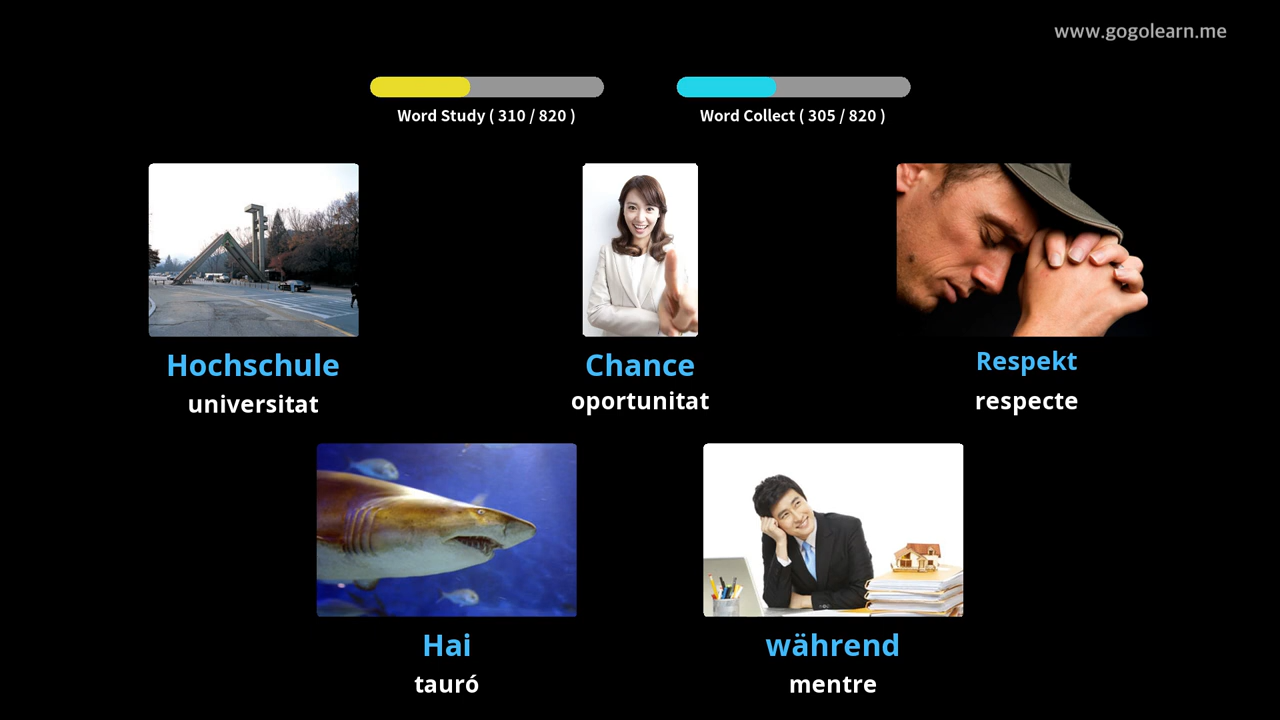 www.gogolearn.me
Word Study ( 310 / 820 )
Word Collect ( 305 / 820 )
Hochschule
universitat
Chance
oportunitat
Respekt
respecte
Hai
tauró
während
mentre